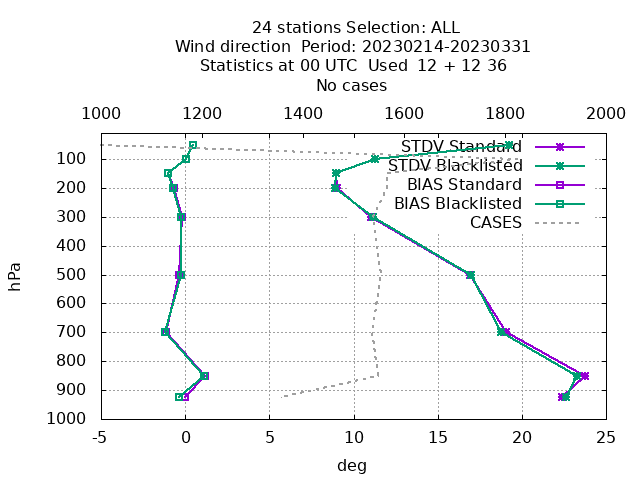 24 stations Selection: ALL
Wind direction  Period: 20230214-20230331
Statistics at 00 UTC  Used  12 + 12 36
No cases
1000 1200 1400 1600 1800 2000
STDV Standard
STDV Blacklisted
BIAS Standard
BIAS Blacklisted
CASES
100
200
300
400
500
600
700
800
900
1000
hPa
-5 0 5 10 15 20 25
deg